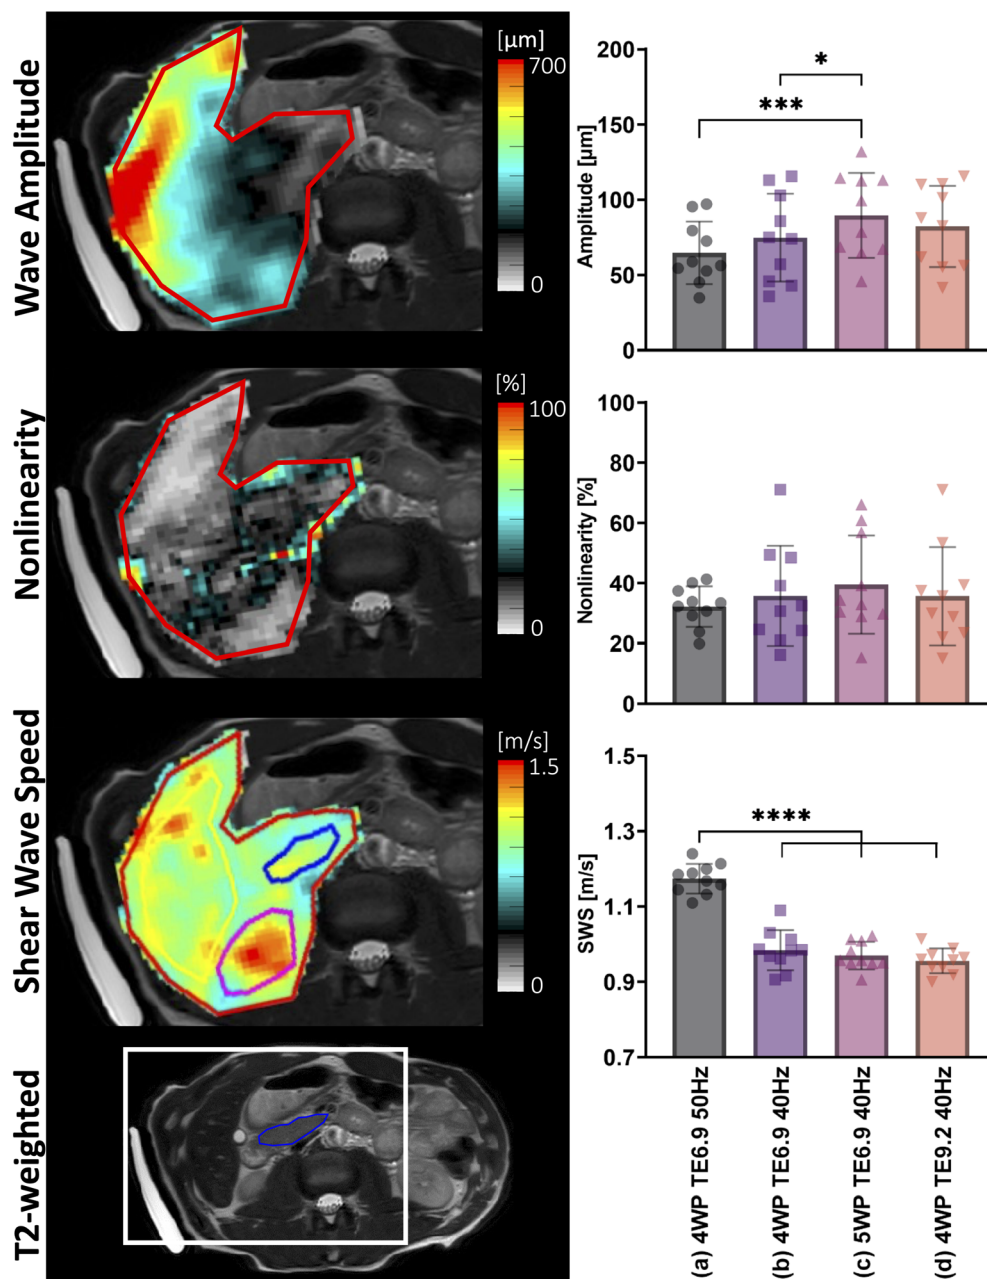 Wave Amplitude
[µm]
700
0
Nonlinearity
[%]
100
0
Shear Wave Speed
[m/s]
1.5
0
T2-weighted
Amplitude [µm]
200
150
100
50
0
*
***
Nonlinearity [%]
100
80
60
40
20
0
SWS [m/s]
1.5
1.3
1.1
0.9
0.7
****
(a) 4WP TE6.9 50Hz
(b) 4WP TE6.9 40Hz
(c) 5WP TE6.9 40Hz
(d) 4WP TE9.2 40Hz